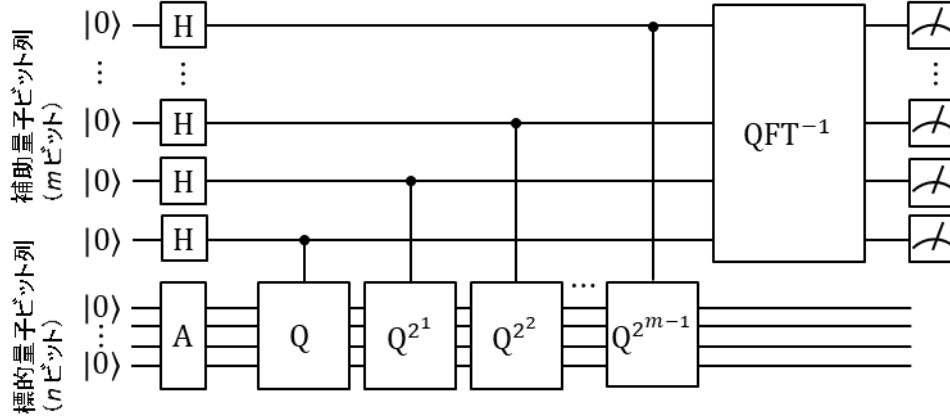 補助量子ビット列
(mビット)
|0⟩ H
⋮ ⋮ ⋮
|0⟩ H
|0⟩ H
|0⟩ H
QFT⁻¹
標的量子ビット列
(nビット)
|0⟩
⋮
|0⟩
A Q Q^{2^1} Q^{2^2} ⋯ Q^{2^{m−1}}